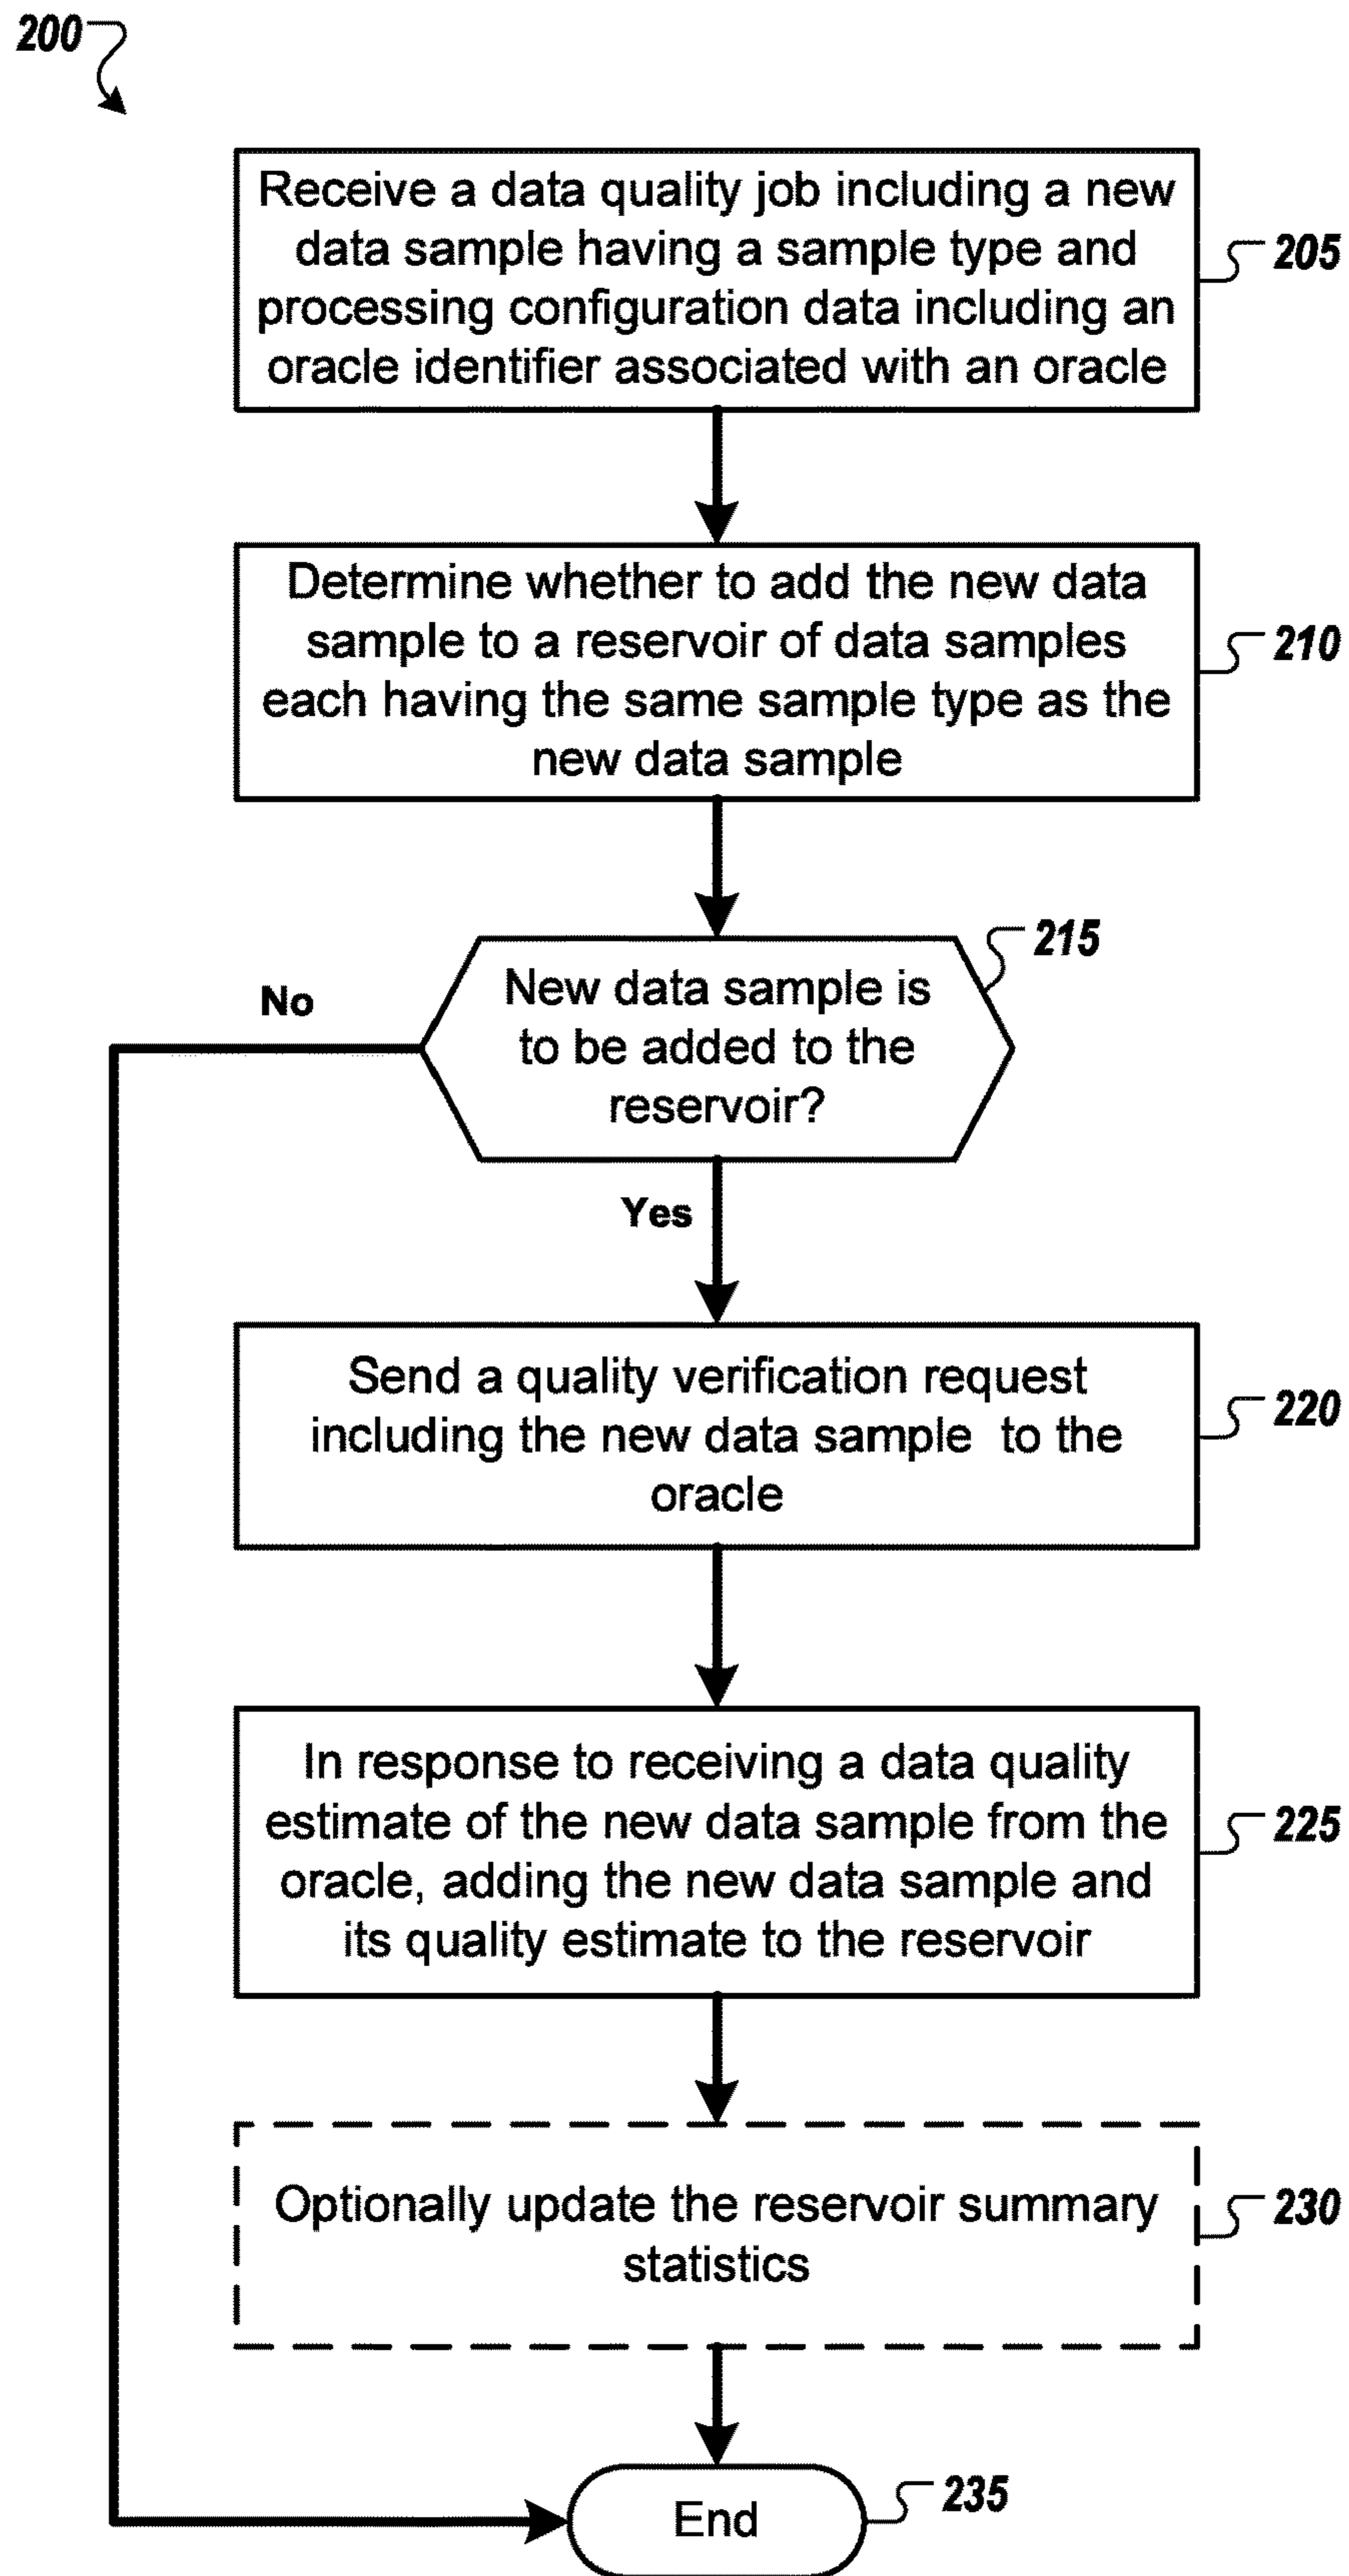 200
Receive a data quality job including a new
data sample having a sample type and
processing configuration data including an
oracle identifier associated with an oracle
205
Determine whether to add the new data
sample to a reservoir of data samples
each having the same sample type as the
new data sample
210
New data sample is
to be added to the
reservoir?
215
No
Yes
Send a quality verification request
including the new data sample to the
oracle
220
In response to receiving a data quality
estimate of the new data sample from the
oracle, adding the new data sample and
its quality estimate to the reservoir
225
Optionally update the reservoir summary
statistics
230
End
235